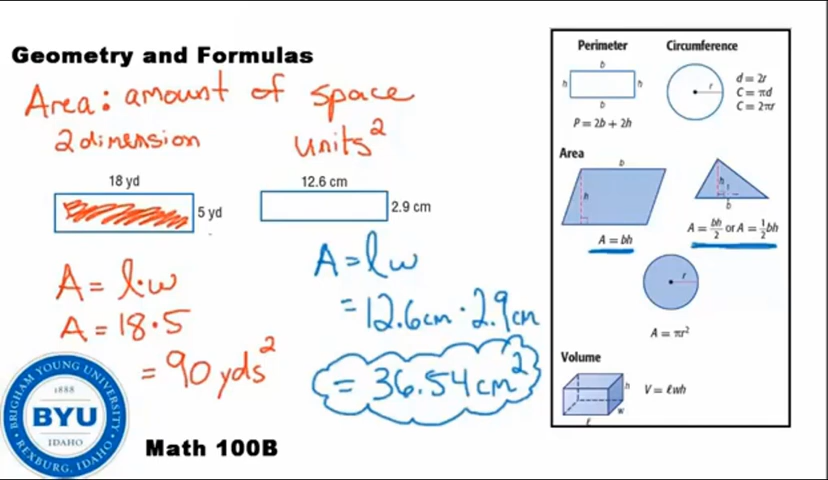 Geometry and Formulas
Area: amount of space
2 dimension units²
18 yd
5 yd
12.6 cm
2.9 cm
A = l·w
A = 18·5
= 90 yds²
A = lw
= 12.6cm · 2.9cm
= 36.54 cm²
BRIGHAM YOUNG UNIVERSITY
1888
BYU
IDAHO
REXBURG, IDAHO
Math 100B
Perimeter
b
h
h
b
P = 2b + 2h
Circumference
r
d = 2r
C = πd
C = 2πr
Area
b
h
A = bh
h
b
A = bh/2 or A = ½bh
r
A = πr²
Volume
h
w
ℓ
V = ℓwh